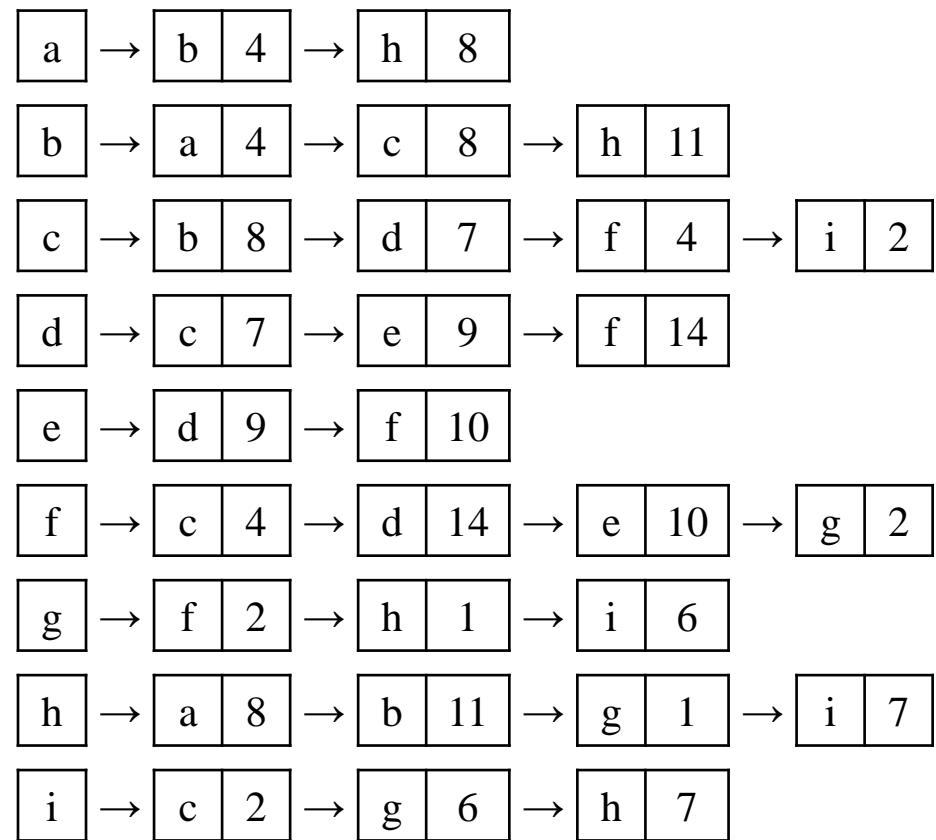 a → b 4 → h 8
b → a 4 → c 8 → h 11
c → b 8 → d 7 → f 4 → i 2
d → c 7 → e 9 → f 14
e → d 9 → f 10
f → c 4 → d 14 → e 10 → g 2
g → f 2 → h 1 → i 6
h → a 8 → b 11 → g 1 → i 7
i → c 2 → g 6 → h 7